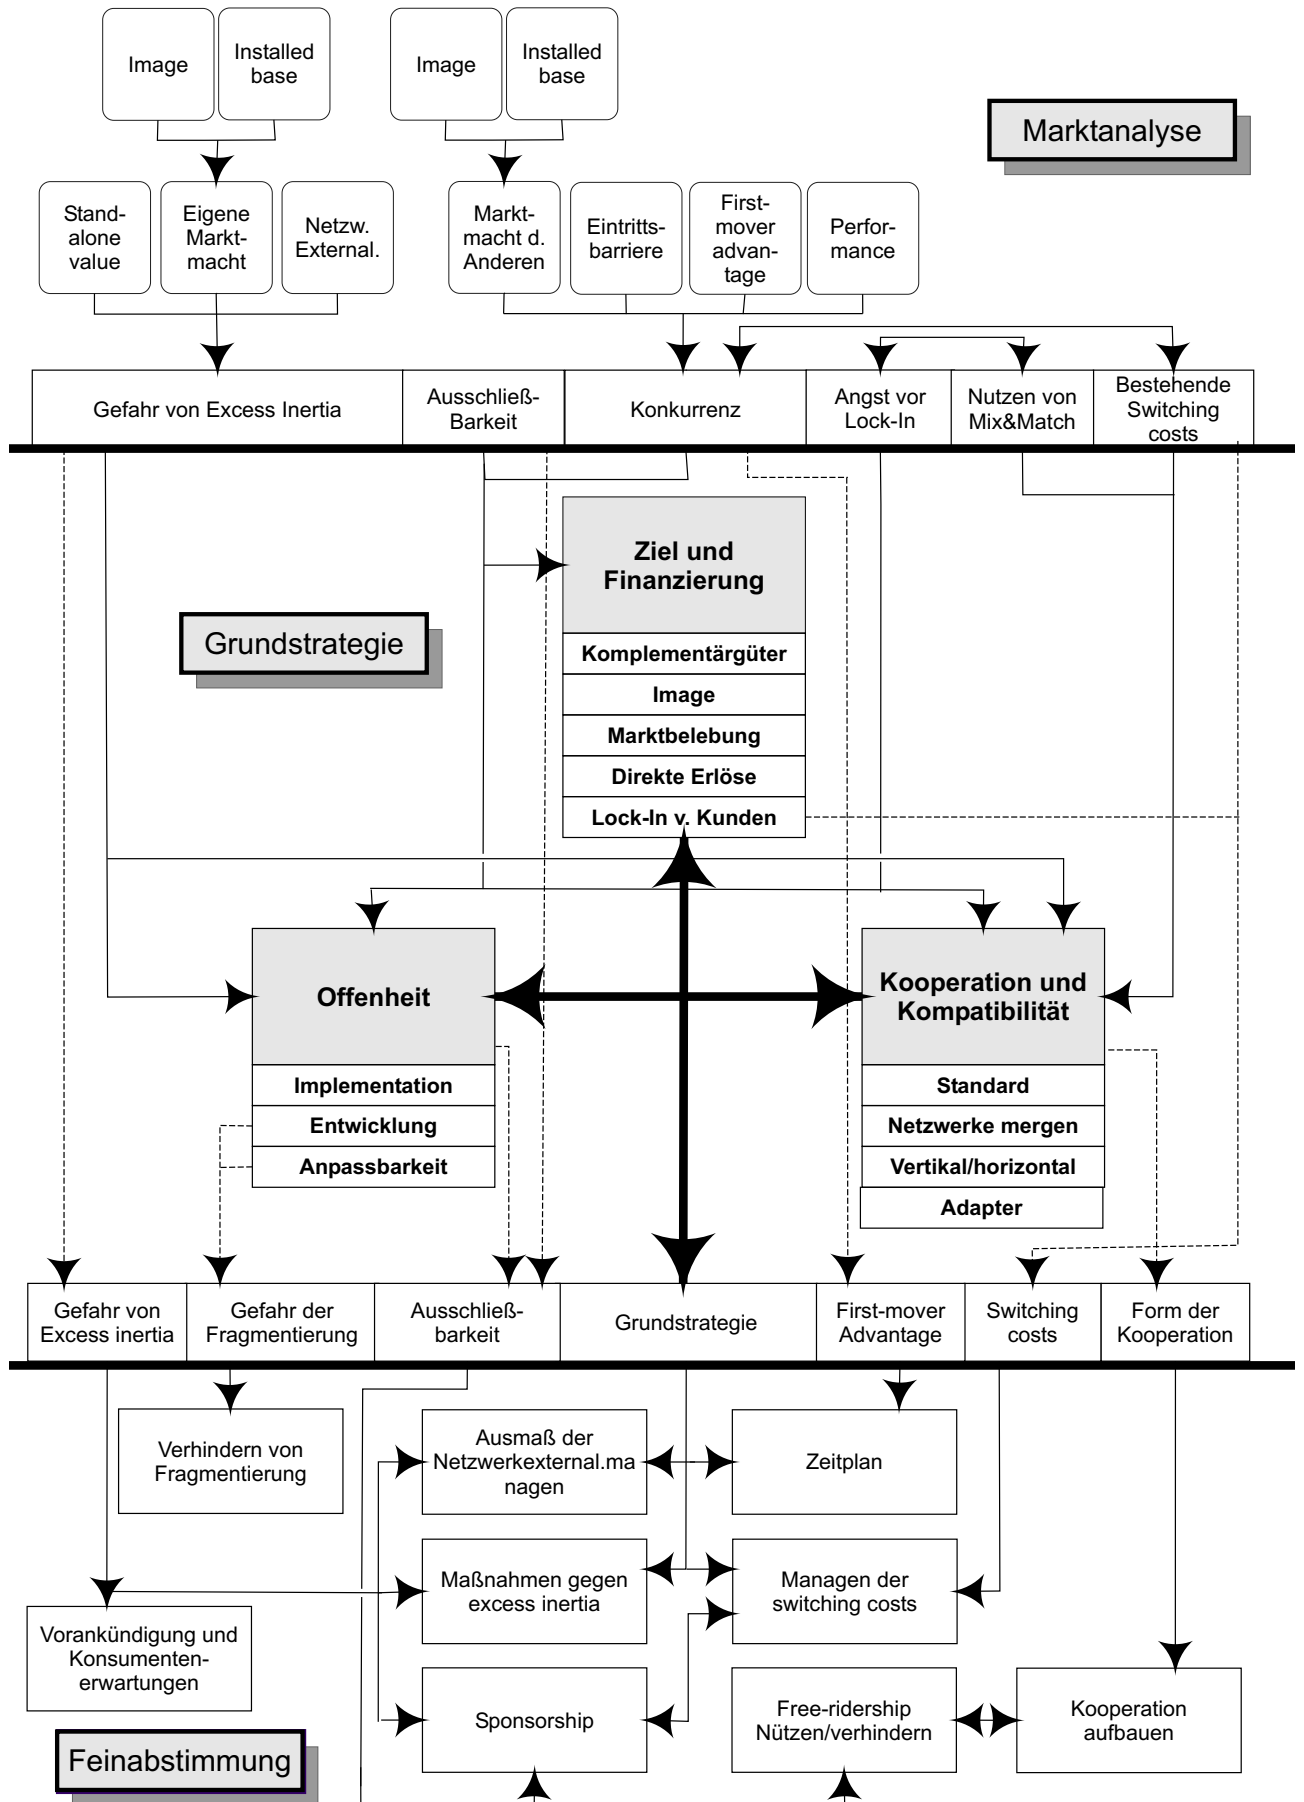 Image
Installed
base
Image
Installed
base
Marktanalyse
Stand-
alone
value
Eigene
Markt-
macht
Netzw.
External.
Markt-
macht d.
Anderen
Eintritts-
barriere
First-
mover
advan-
tage
Perfor-
mance
Gefahr von Excess Inertia
Ausschließ-
Barkeit
Konkurrenz
Angst vor
Lock-In
Nutzen von
Mix&Match
Bestehende
Switching
costs
Ziel und
Finanzierung
Komplementärgüter
Image
Marktbelebung
Direkte Erlöse
Lock-In v. Kunden
Grundstrategie
Offenheit
Implementation
Entwicklung
Anpassbarkeit
Kooperation und
Kompatibilität
Standard
Netzwerke mergen
Vertikal/horizontal
Adapter
Gefahr von
Excess inertia
Gefahr der
Fragmentierung
Ausschließ-
barkeit
Grundstrategie
First-mover
Advantage
Switching
costs
Form der
Kooperation
Verhindern von
Fragmentierung
Ausmaß der
Netzwerkexternal.ma
nagen
Zeitplan
Maßnahmen gegen
excess inertia
Managen der
switching costs
Vorankündigung und
Konsumenten-
erwartungen
Sponsorship
Free-ridership
Nützen/verhindern
Kooperation
aufbauen
Feinabstimmung